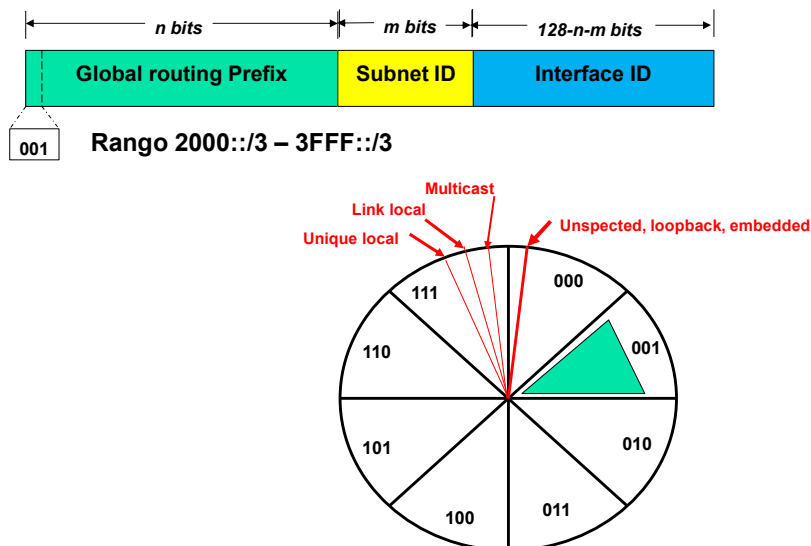 n bits m bits 128-n-m bits
Global routing Prefix Subnet ID Interface ID
001 Rango 2000::/3 – 3FFF::/3
Multicast
Link local
Unspected, loopback, embedded
Unique local
000
111
001
110
101
010
100
011